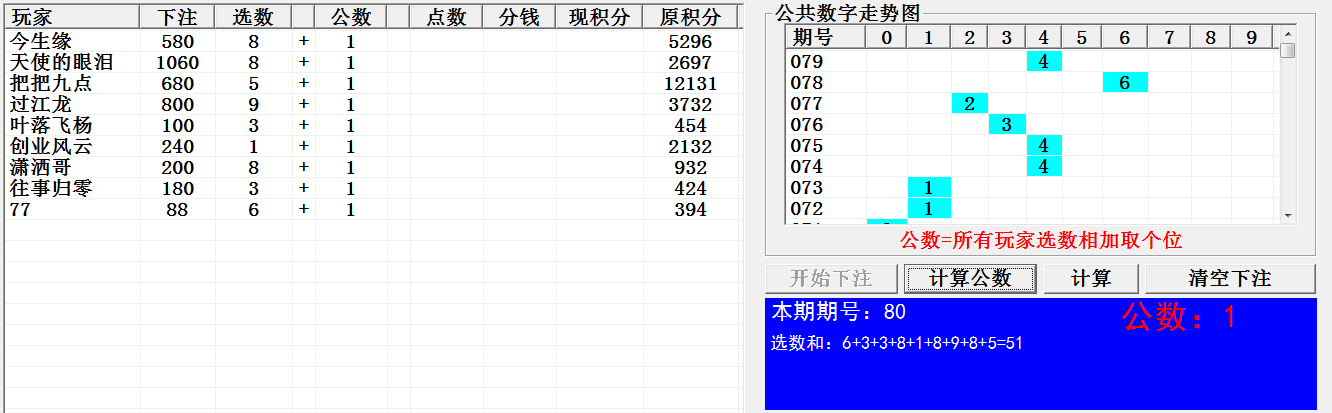 玩家 下注 选数 公数 点数 分钱 现积分 原积分
今生缘 580 8 + 1 5296
天使的眼泪 1060 8 + 1 2697
把把九点 680 5 + 1 12131
过江龙 800 9 + 1 3732
叶落飞杨 100 3 + 1 454
创业风云 240 1 + 1 2132
潇洒哥 200 8 + 1 932
往事归零 180 3 + 1 424
77 88 6 + 1 394
公共数字走势图
期号 0 1 2 3 4 5 6 7 8 9
079 4
078 6
077 2
076 3
075 4
074 4
073 1
072 1
公数=所有玩家选数相加取个位
开始下注 计算公数 计算 清空下注
本期期号：80 公数：1
选数和：6+3+3+8+1+8+9+8+5=51